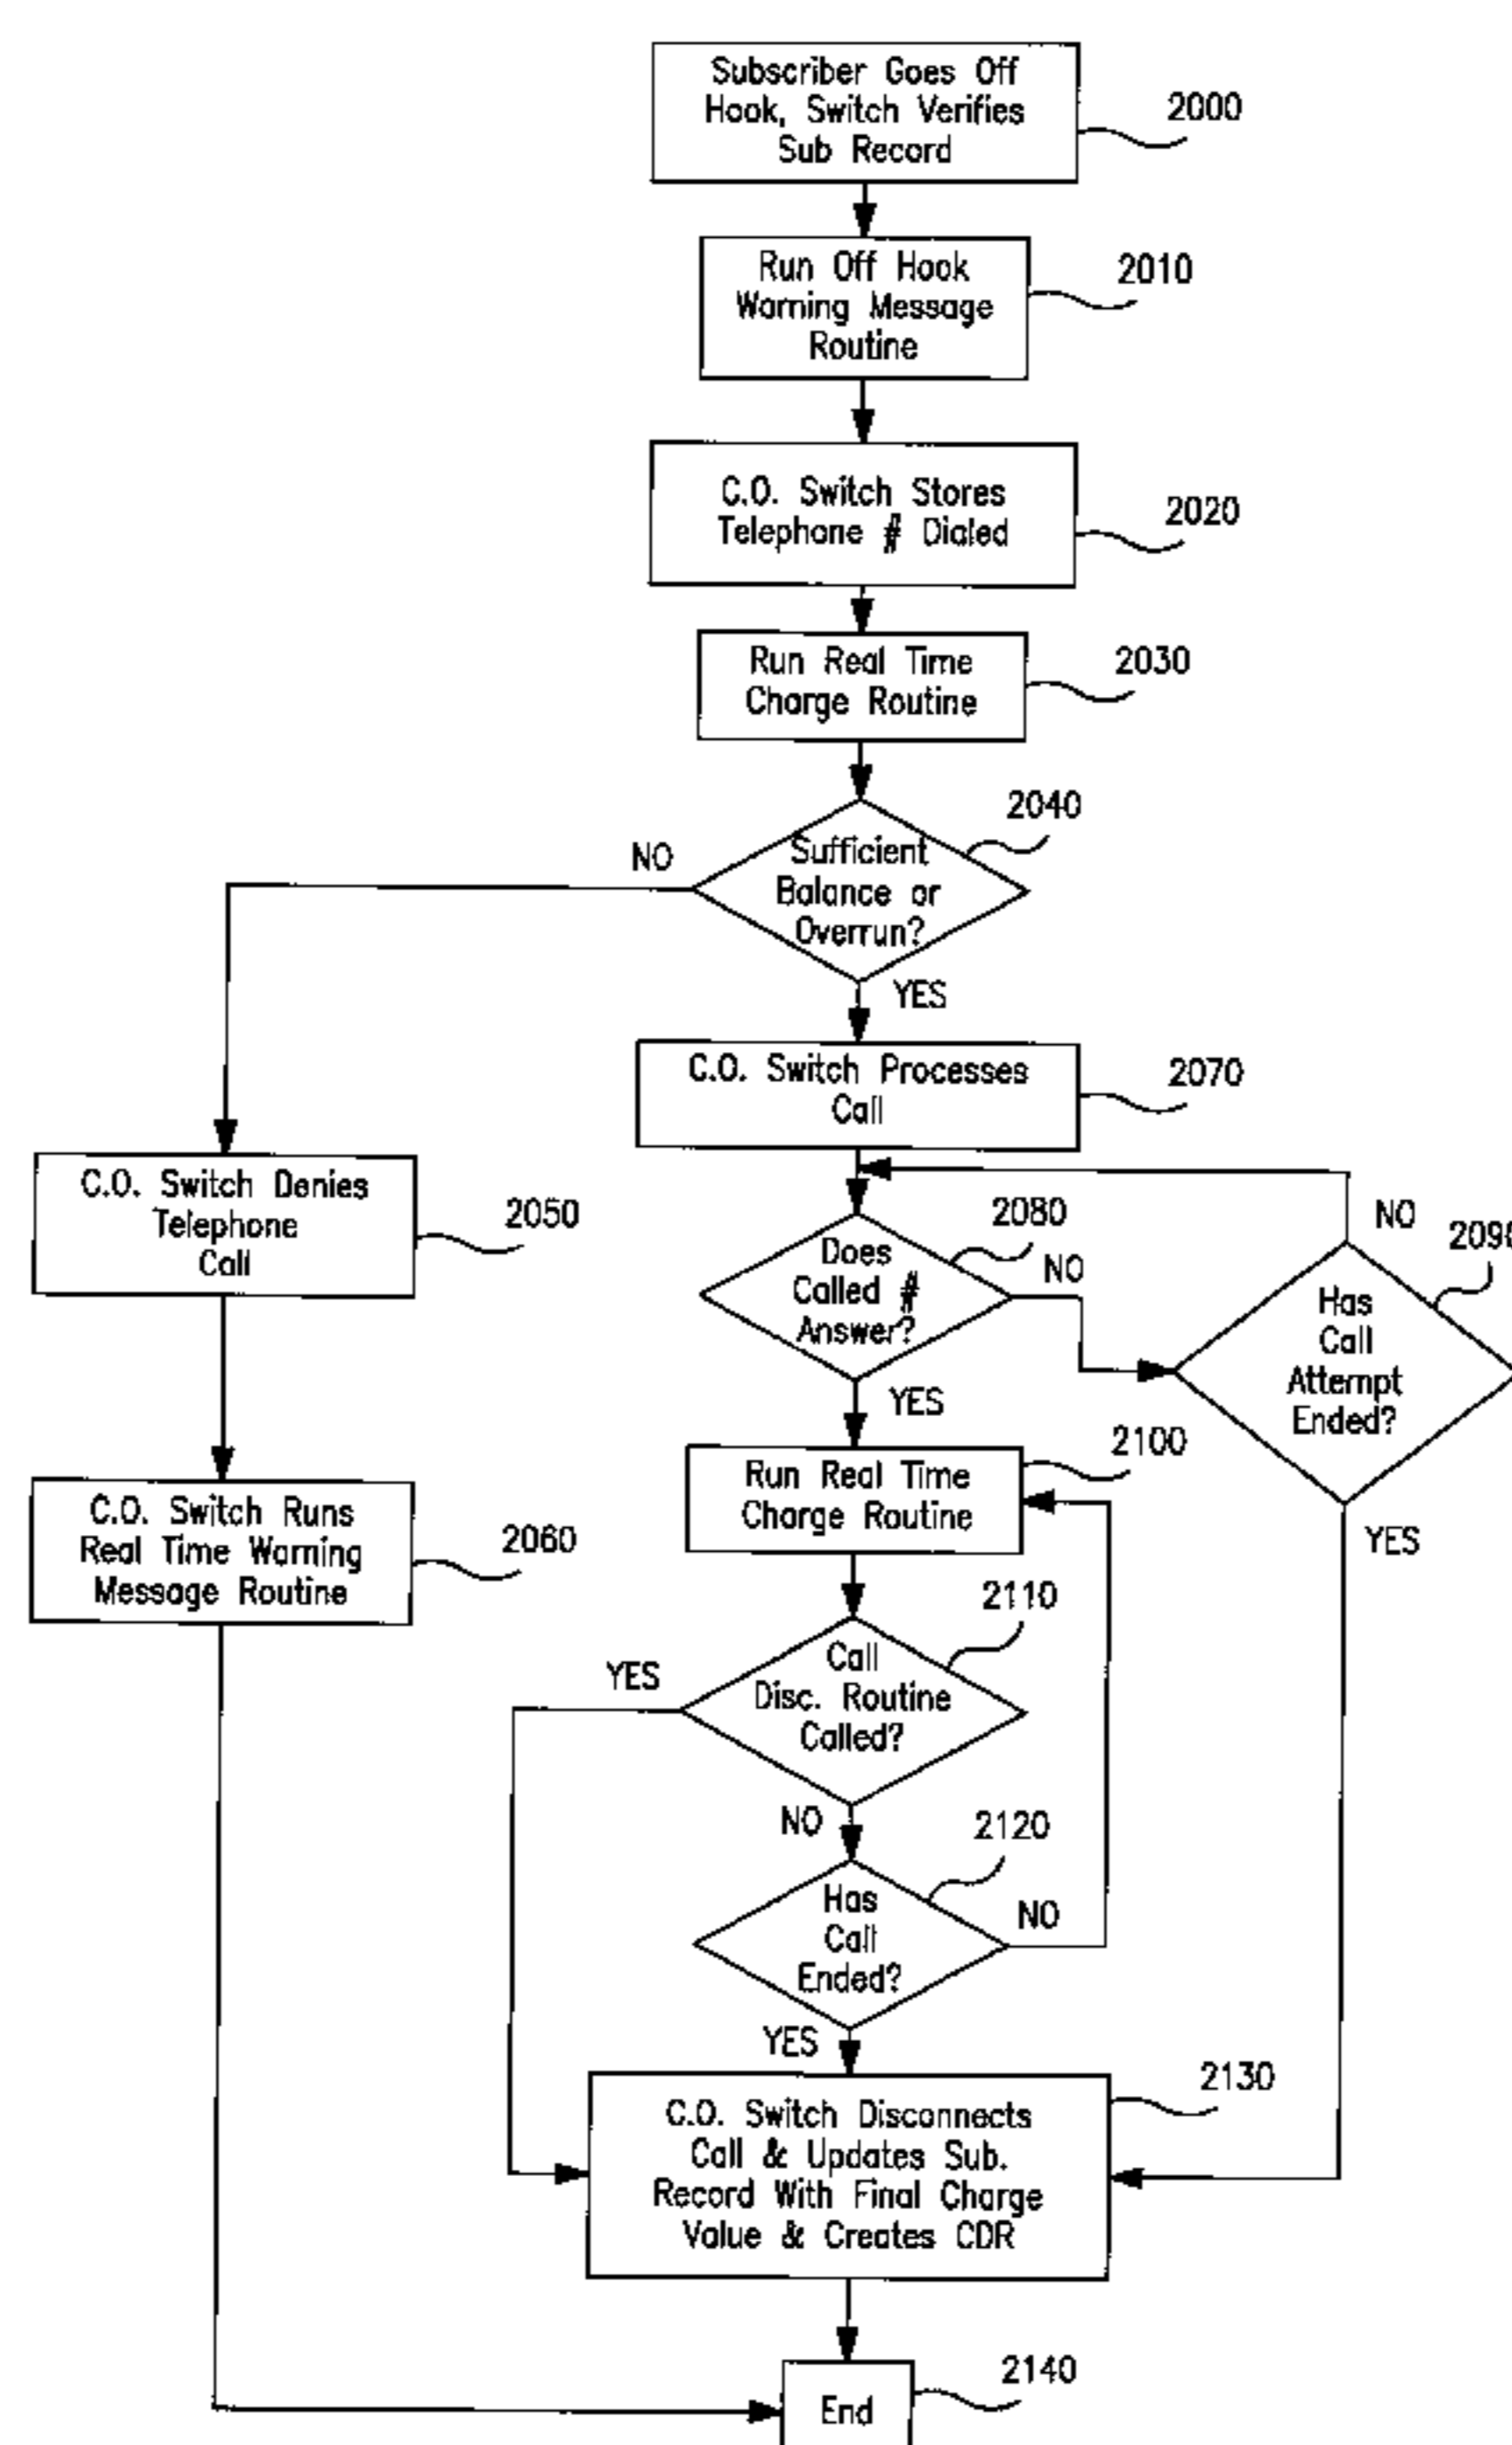 Subscriber Goes Off
Hook, Switch Verifies
Sub Record
2000
Run Off Hook
Warning Message
Routine
2010
C.O. Switch Stores
Telephone # Dialed
2020
Run Real Time
Charge Routine
2030
Sufficient
Balance or
Overrun?
2040
NO
YES
C.O. Switch Processes
Call
2070
C.O. Switch Denies
Telephone
Call
2050
Does
Called #
Answer?
2080
NO
YES
Has
Call
Attempt
Ended?
2090
NO
YES
C.O. Switch Runs
Real Time Warning
Message Routine
2060
Run Real Time
Charge Routine
2100
Call
Disc. Routine
Called?
2110
YES
NO
Has
Call
Ended?
2120
NO
YES
C.O. Switch Disconnects
Call & Updates Sub.
Record With Final Charge
Value & Creates CDR
2130
End
2140